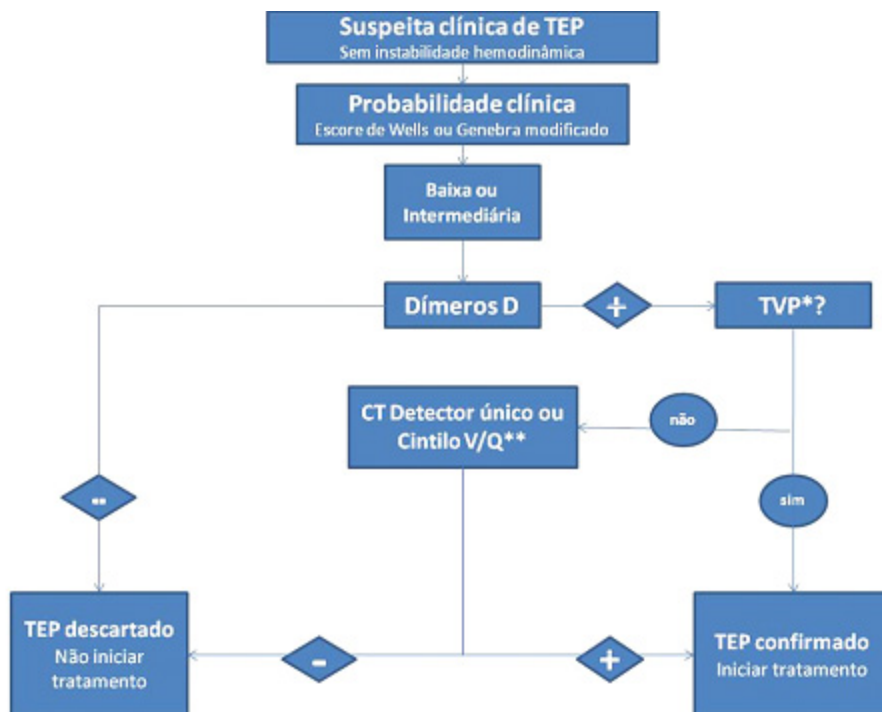 Suspeita clínica de TEP
Sem instabilidade hemodinâmica
Probabilidade clínica
Escore de Wells ou Genebra modificado
Baixa ou
Intermediária
Dímeros D
+
TVP*?
CT Detector único ou
Cintilo V/Q**
não
--
sim
TEP descartado
Não iniciar
tratamento
-
+
TEP confirmado
Iniciar tratamento